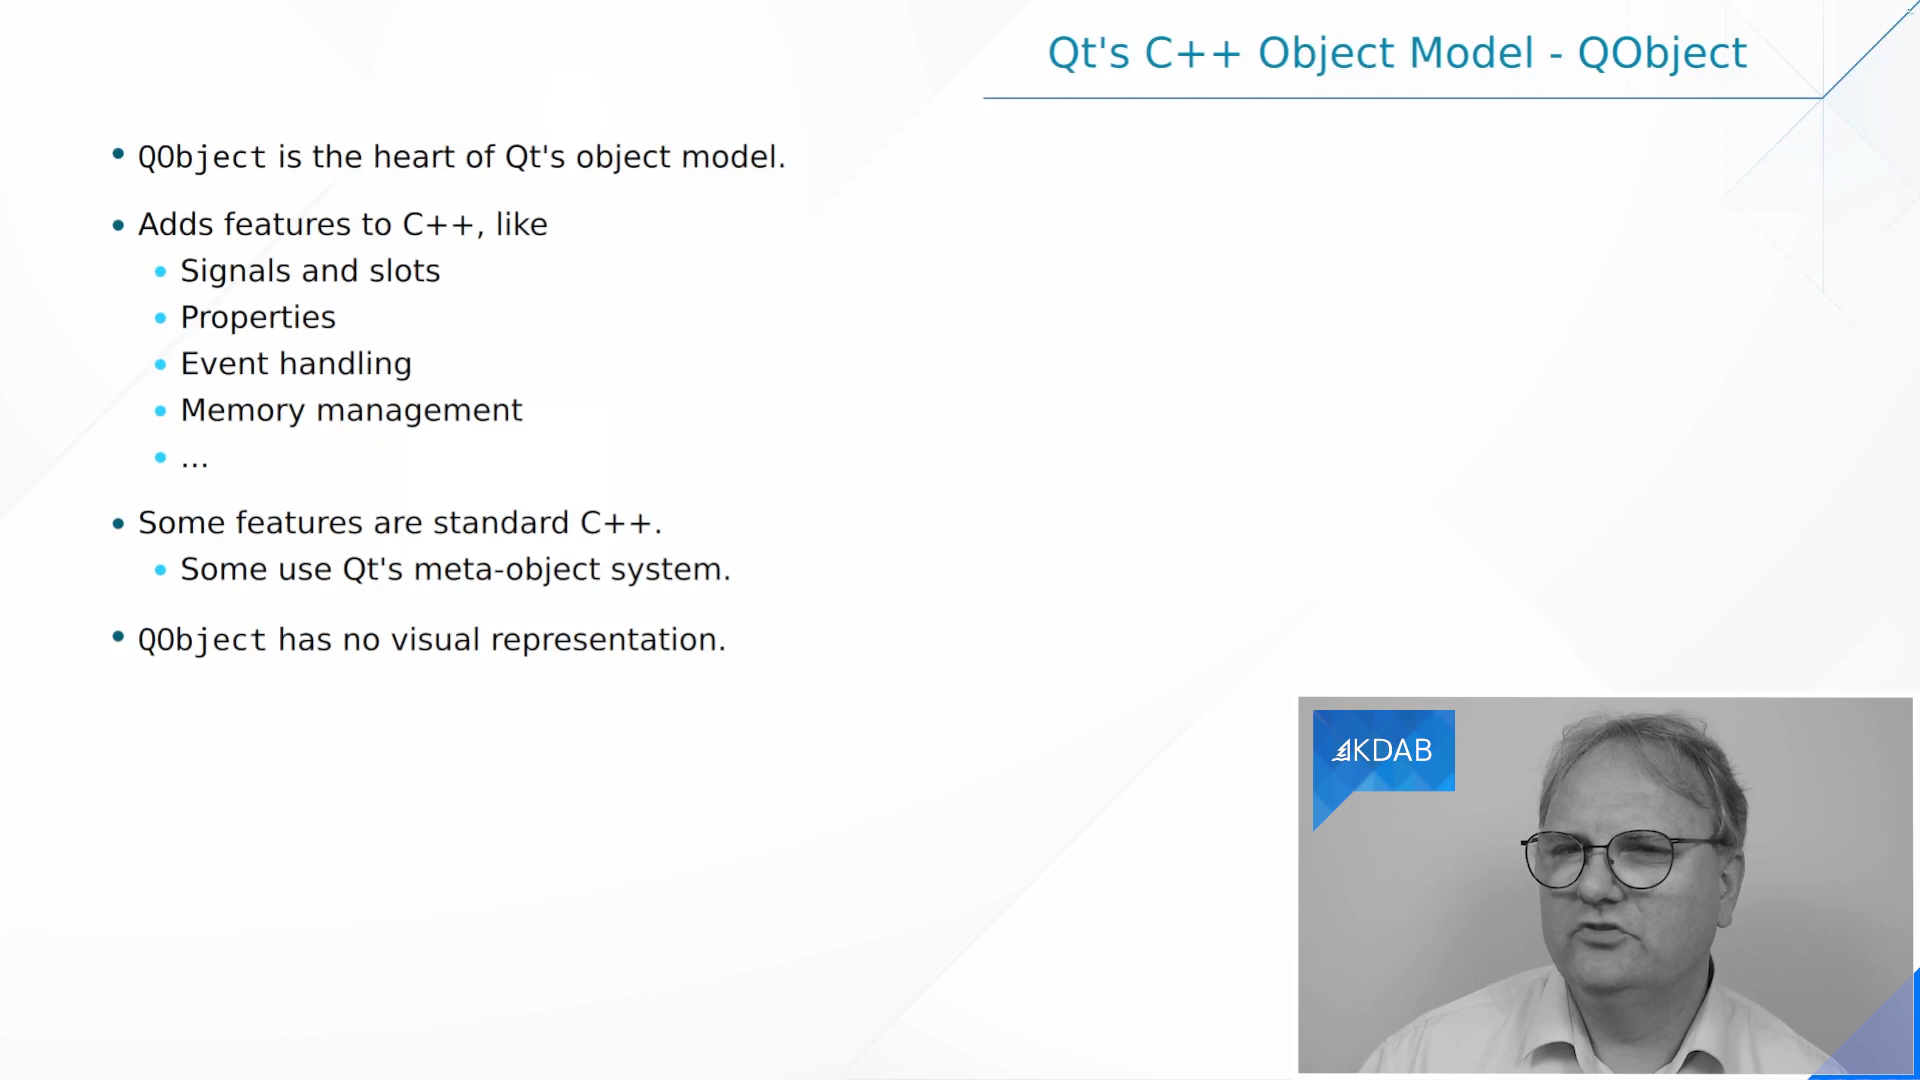 Qt's C++ Object Model - QObject
• QObject is the heart of Qt's object model.
• Adds features to C++, like
• Signals and slots
• Properties
• Event handling
• Memory management
• ...
• Some features are standard C++.
• Some use Qt's meta-object system.
• QObject has no visual representation.
KDAB